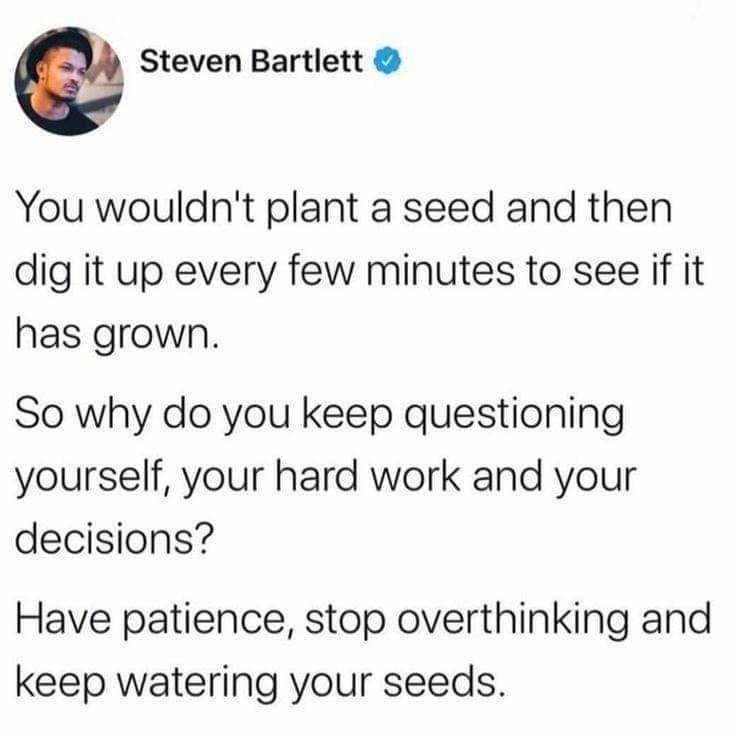 Steven Bartlett
You wouldn't plant a seed and then
dig it up every few minutes to see if it
has grown.
So why do you keep questioning
yourself, your hard work and your
decisions?
Have patience, stop overthinking and
keep watering your seeds.